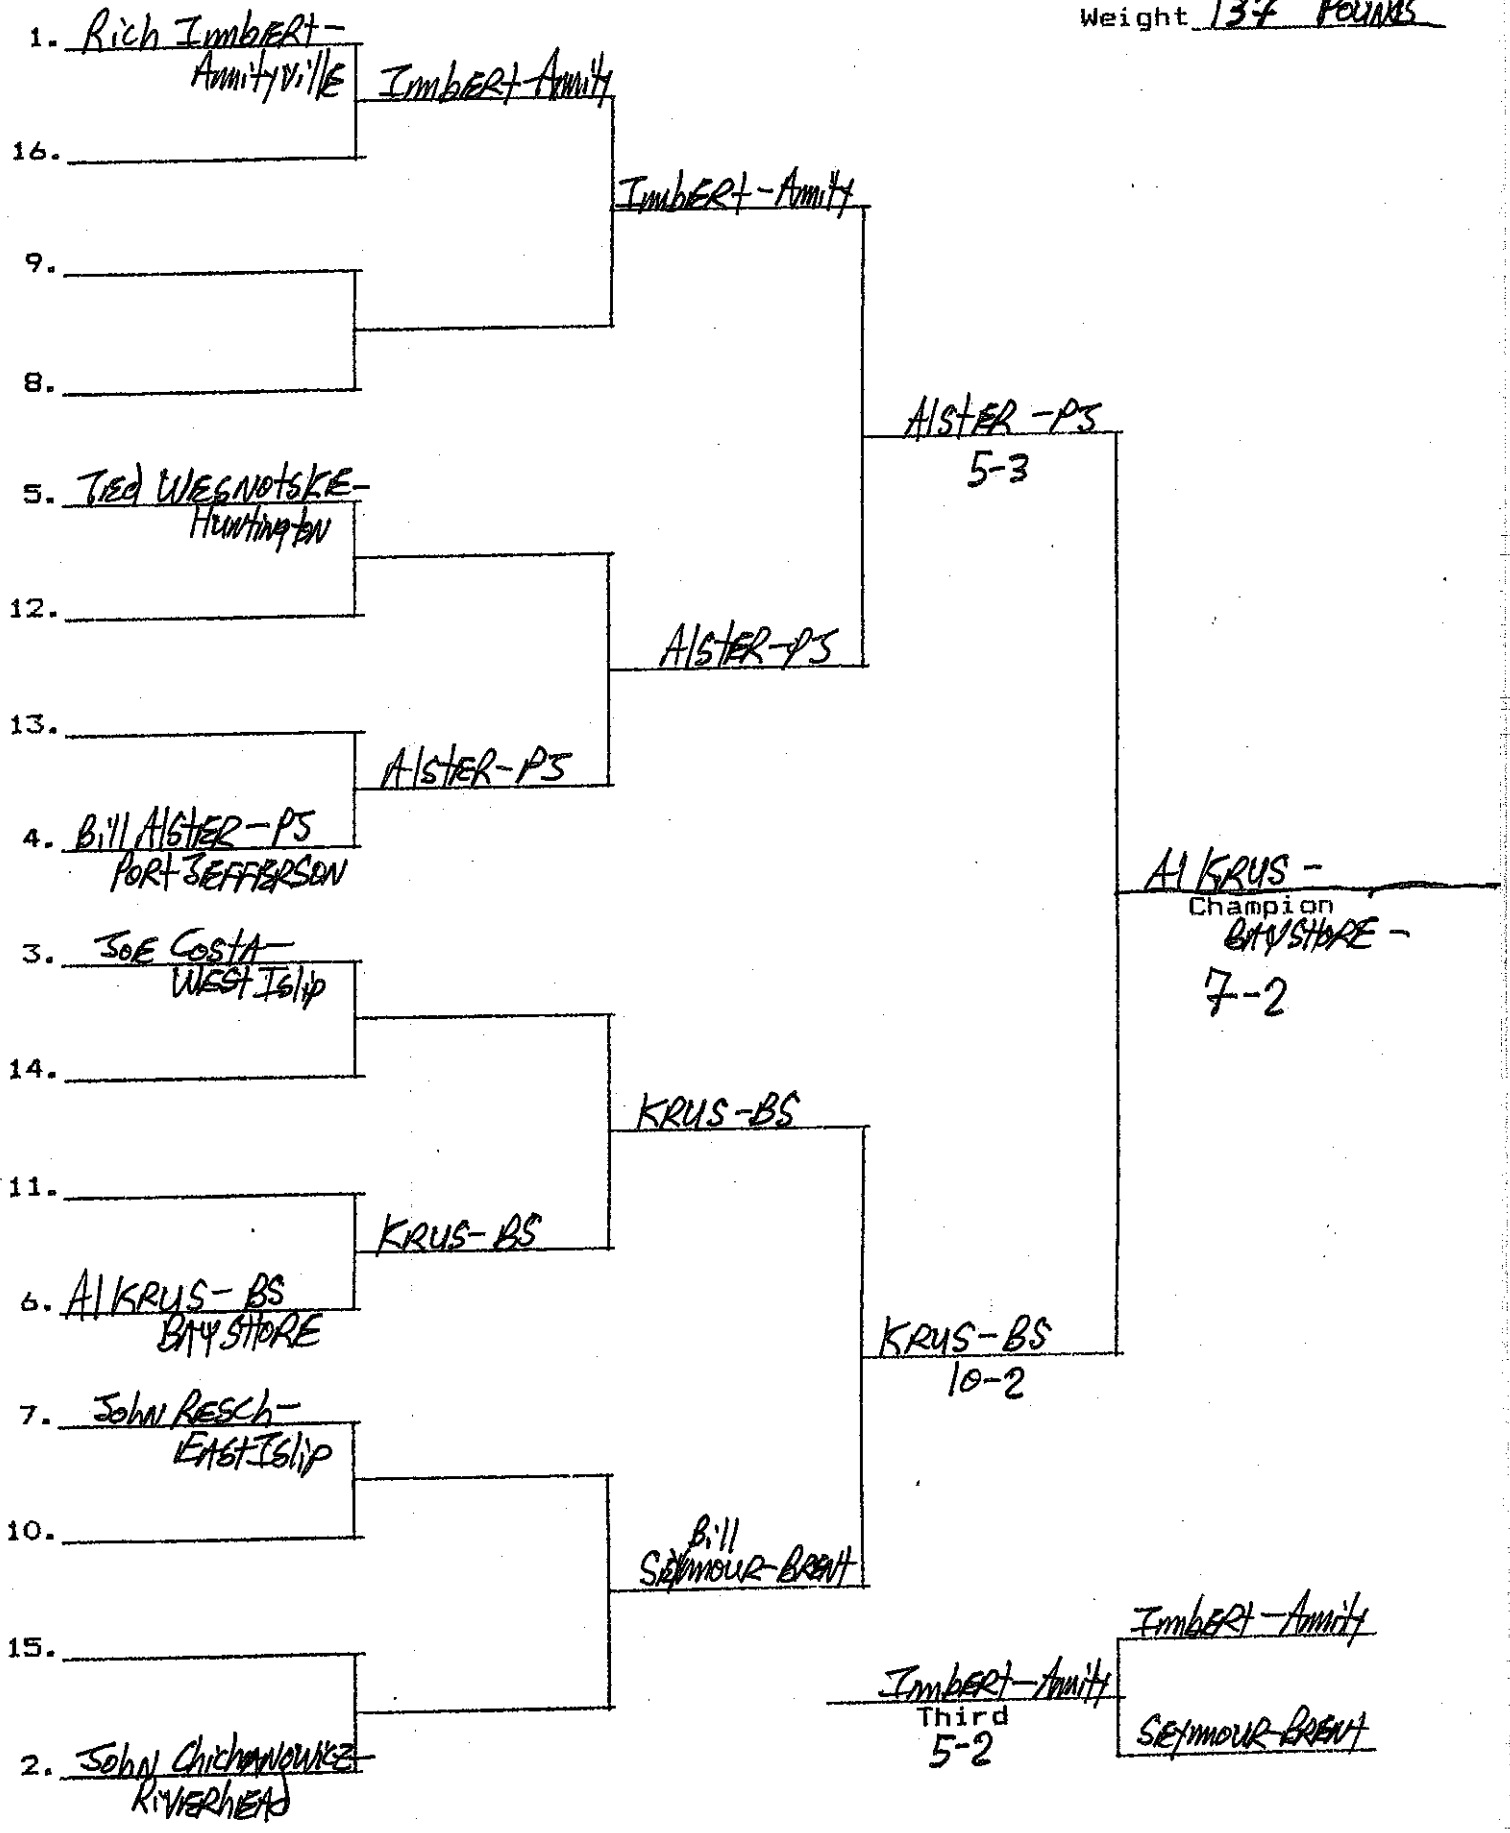 Weight 137 POUNDS
1. Rich ImbERt-
Amityville
ImbERt-Amity
16.
ImbERt-Amity
9.
8.
AlstER-PJ
5-3
5. TEd WESNotsKE-
HuntingtoN
12.
AlstER-PJ
13.
AlstER-PJ
4. Bill AlstER-PJ
PORt JEFFERSON
Al KRUS-
Champion
BAYSHORE-
7-2
3. JOE COSTA-
WESt Islip
14.
KRUS-BS
11.
KRUS-BS
6. Al KRUS-BS
BAYSHORE
KRUS-BS
10-2
7. John RESCh-
EASt Islip
10.
Bill
SEYMOUR-BRENt
15.
ImbERt-Amity
ImbERt-Amity
Third
5-2
SEYMOUR-BRENt
2. John ChichANOwicz-
RiVERhEAd